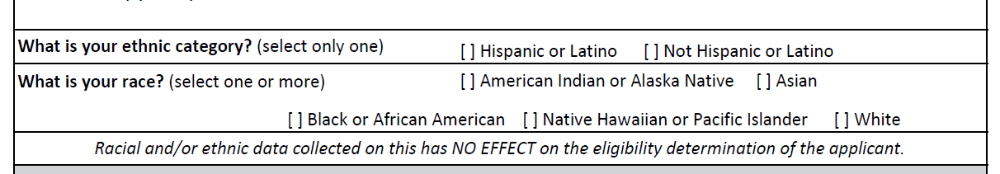 What is your ethnic category? (select only one) [ ] Hispanic or Latino [ ] Not Hispanic or Latino
What is your race? (select one or more) [ ] American Indian or Alaska Native [ ] Asian
[ ] Black or African American [ ] Native Hawaiian or Pacific Islander [ ] White
Racial and/or ethnic data collected on this has NO EFFECT on the eligibility determination of the applicant.